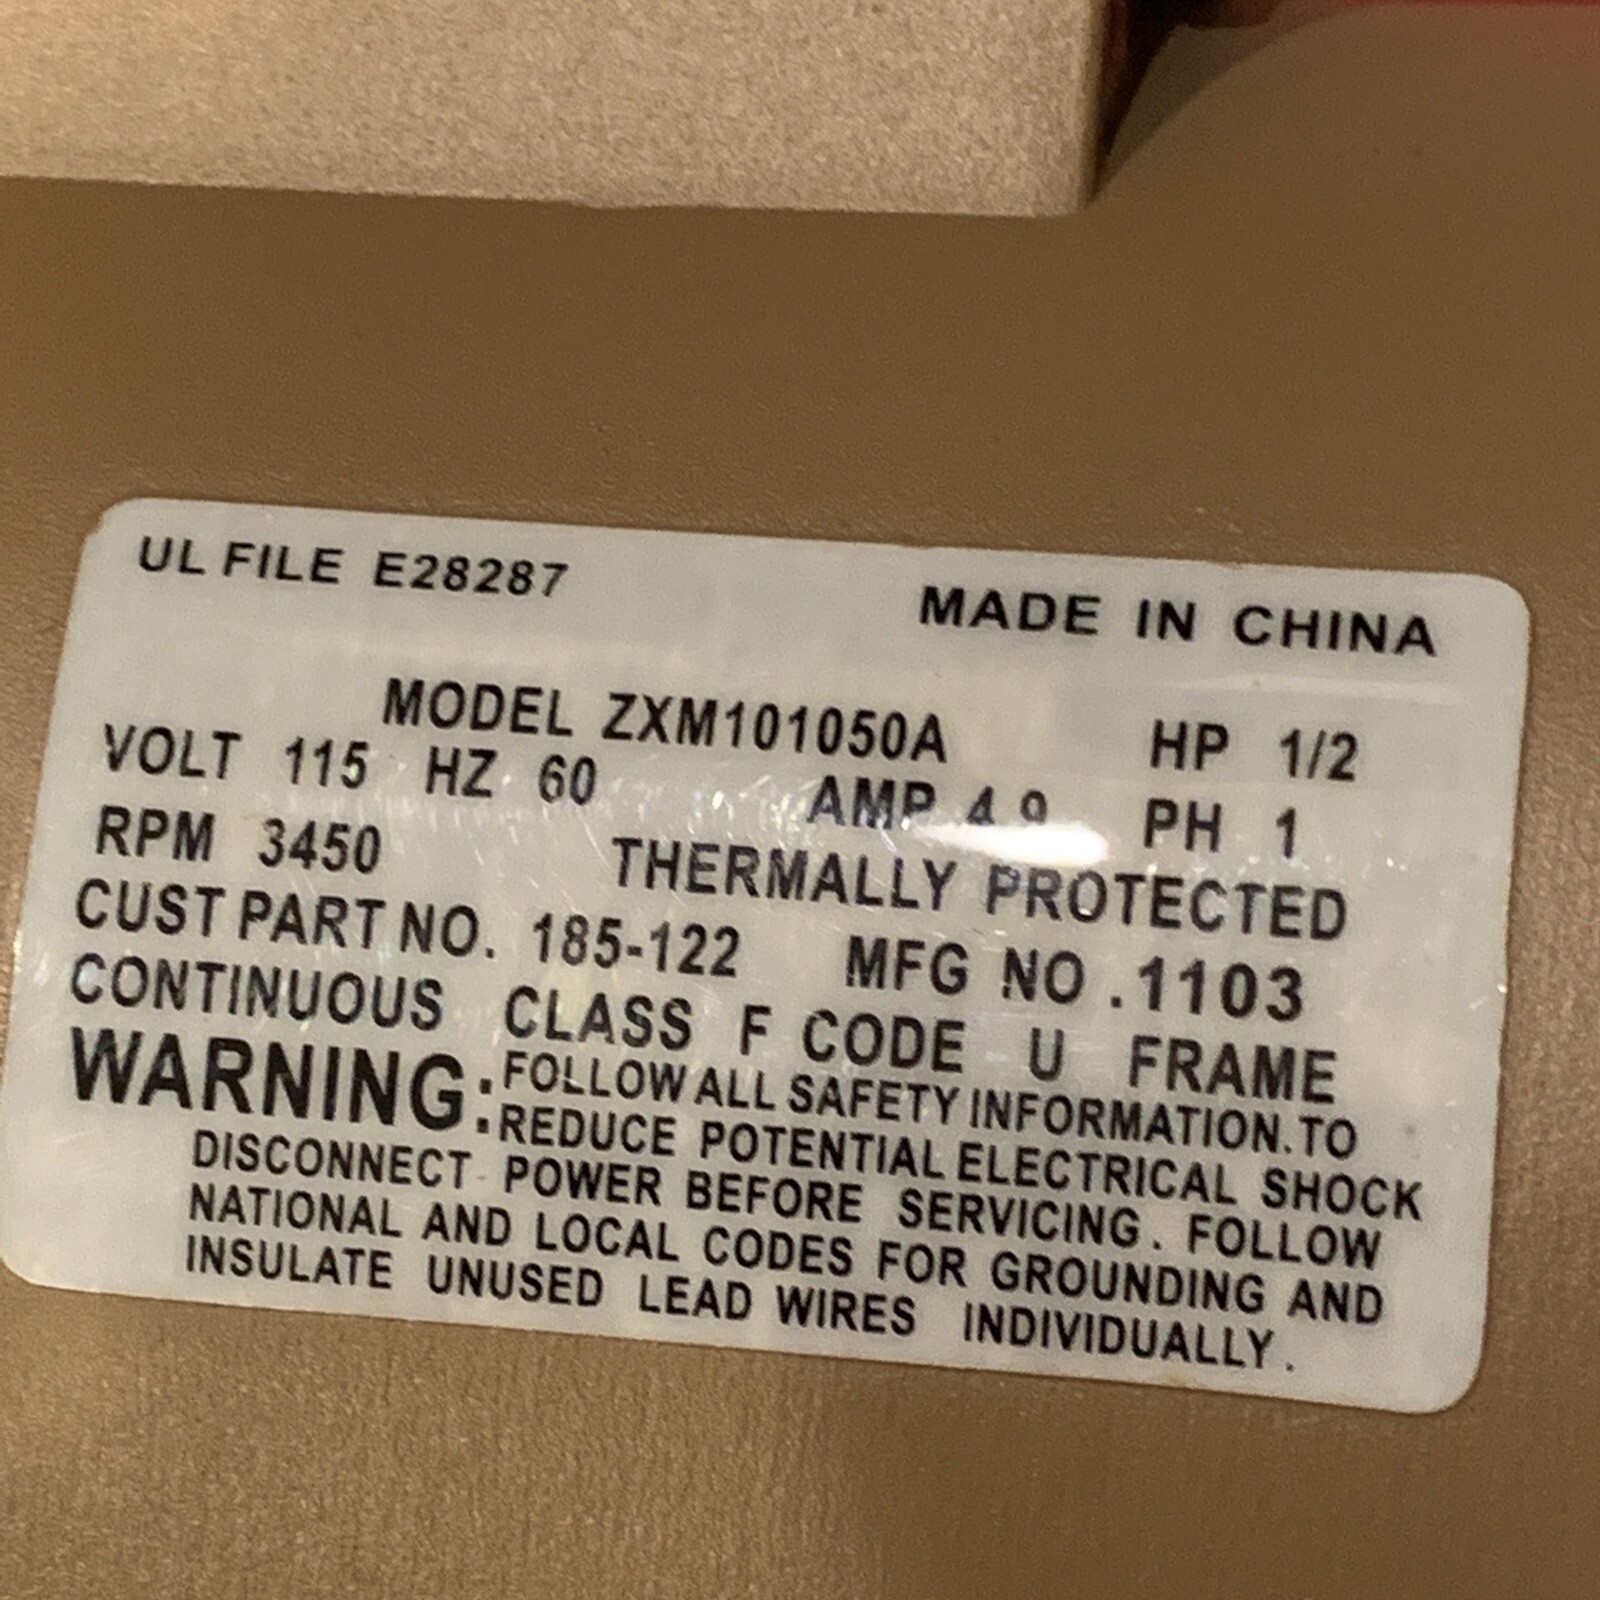 UL FILE E28287
MADE IN CHINA
MODEL ZXM101050A HP 1/2
VOLT 115 HZ 60 AMP 4.9 PH 1
RPM 3450 THERMALLY PROTECTED
CUST PART NO. 185-122 MFG NO .1103
CONTINUOUS CLASS F CODE U FRAME
WARNING: FOLLOW ALL SAFETY INFORMATION. TO
REDUCE POTENTIAL ELECTRICAL SHOCK
DISCONNECT POWER BEFORE SERVICING. FOLLOW
NATIONAL AND LOCAL CODES FOR GROUNDING AND
INSULATE UNUSED LEAD WIRES INDIVIDUALLY.